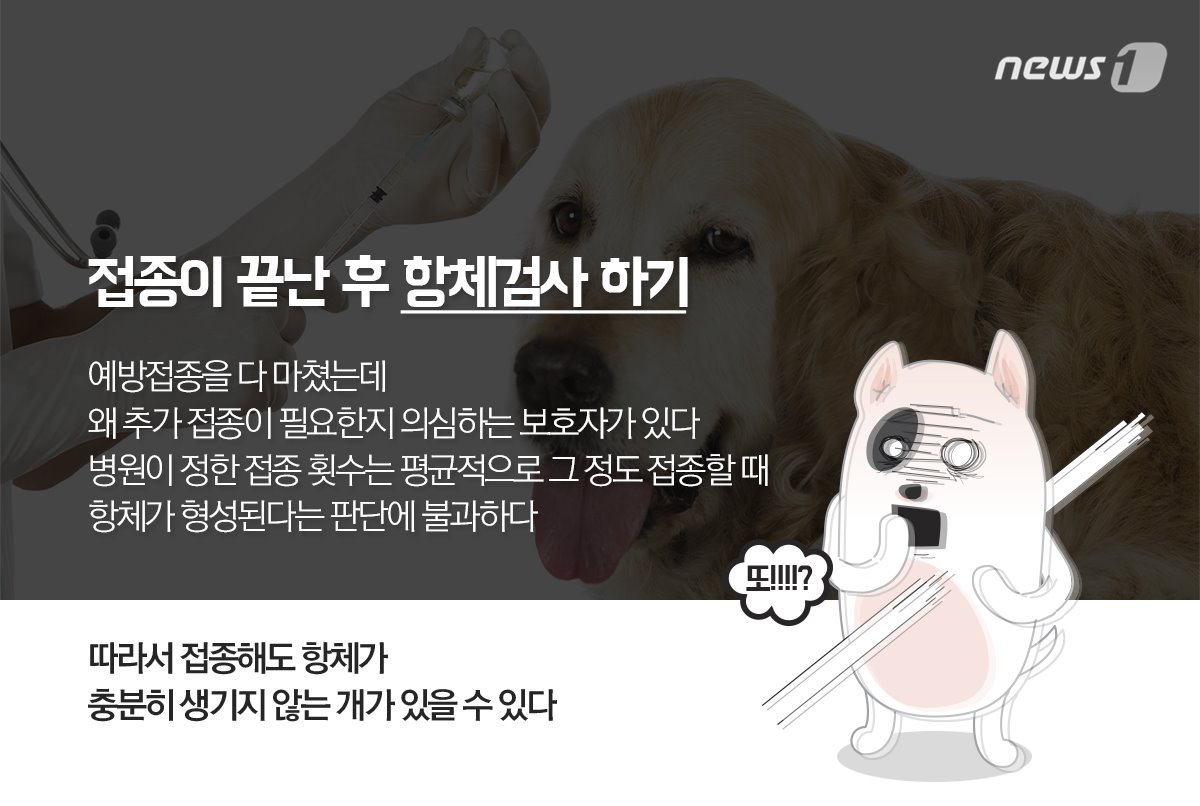 news1
접종이 끝난 후 항체검사 하기
예방접종을 다 마쳤는데
왜 추가 접종이 필요한지 의심하는 보호자가 있다
병원이 정한 접종 횟수는 평균적으로 그 정도 접종할 때
항체가 형성된다는 판단에 불과하다
또!!!!?
따라서 접종해도 항체가
충분히 생기지 않는 개가 있을 수 있다